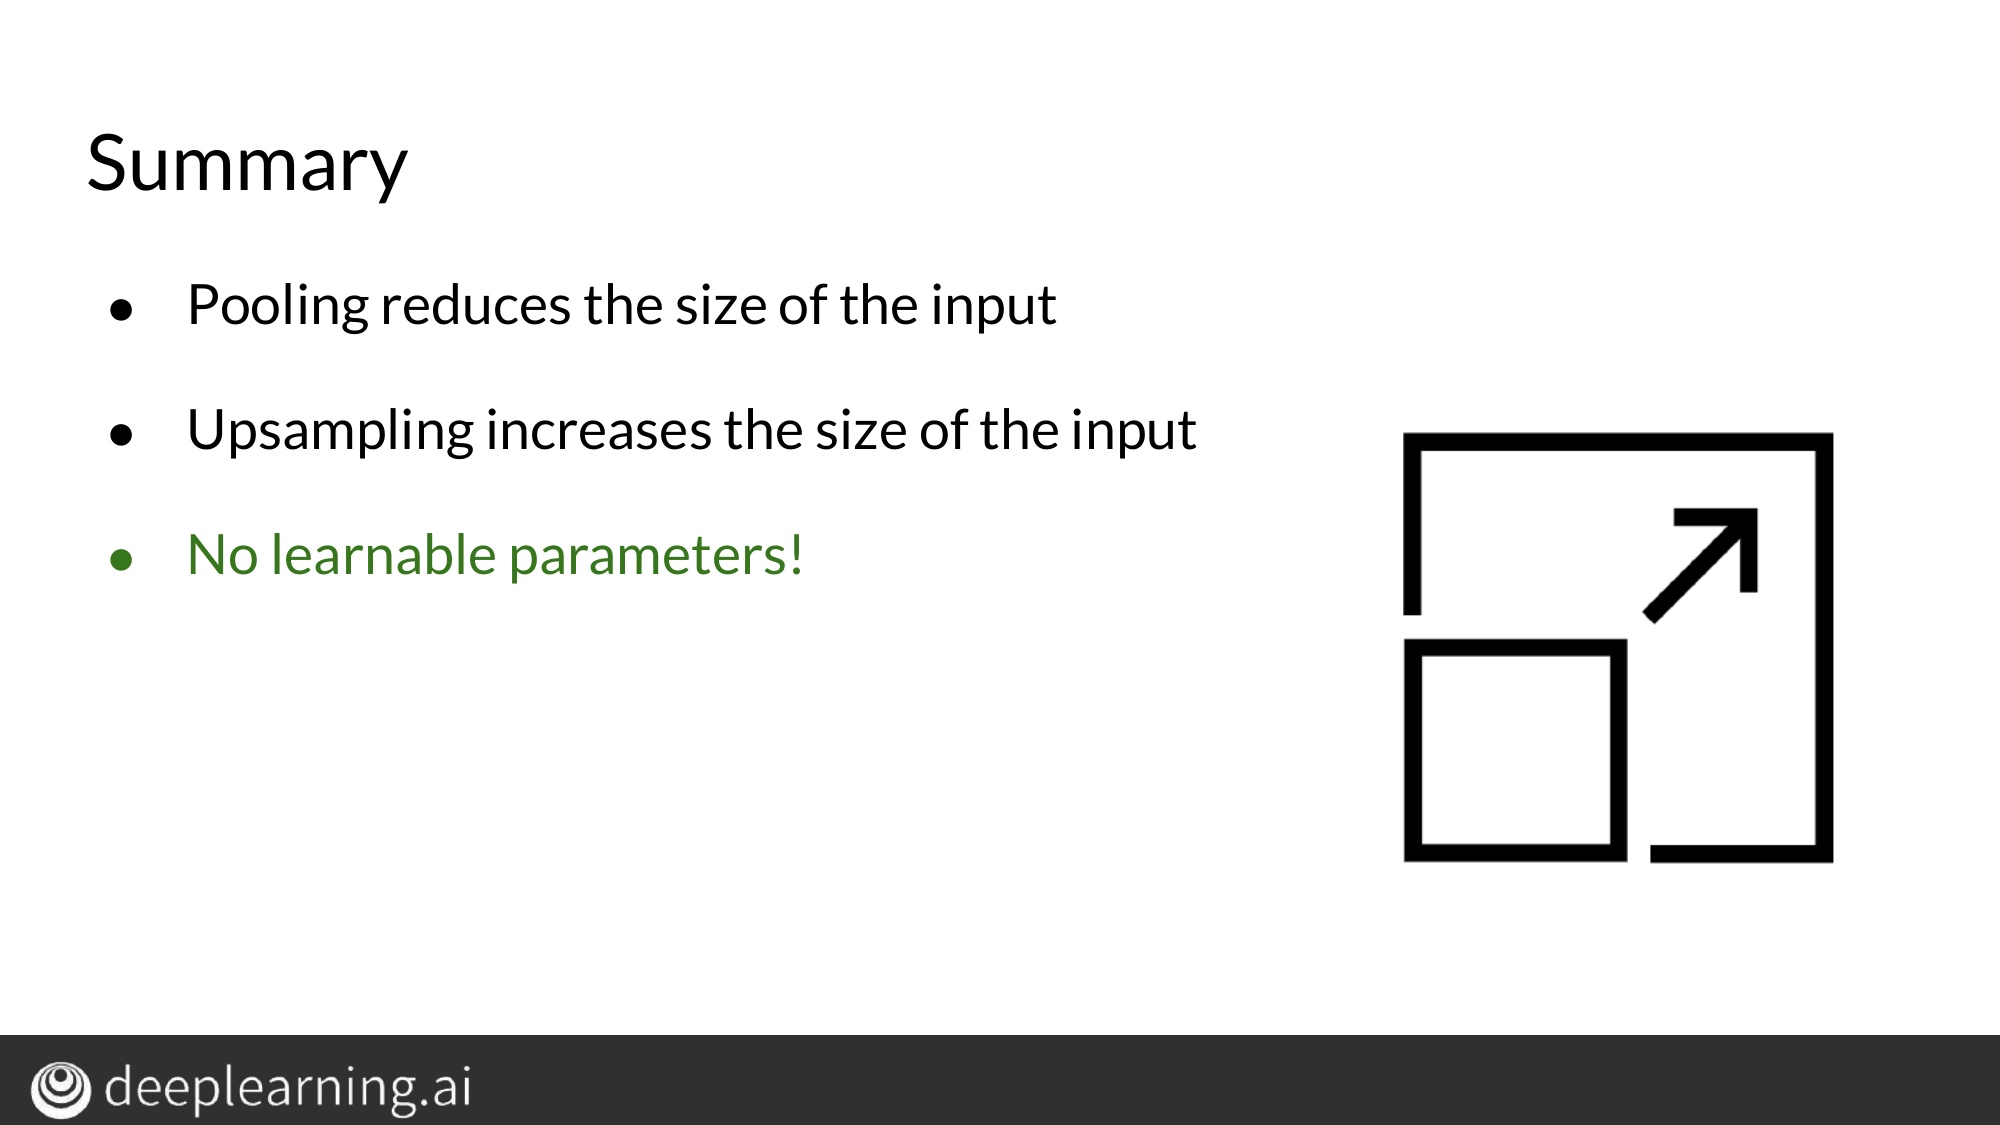 Summary
● Pooling reduces the size of the input
● Upsampling increases the size of the input
● No learnable parameters!
deeplearning.ai